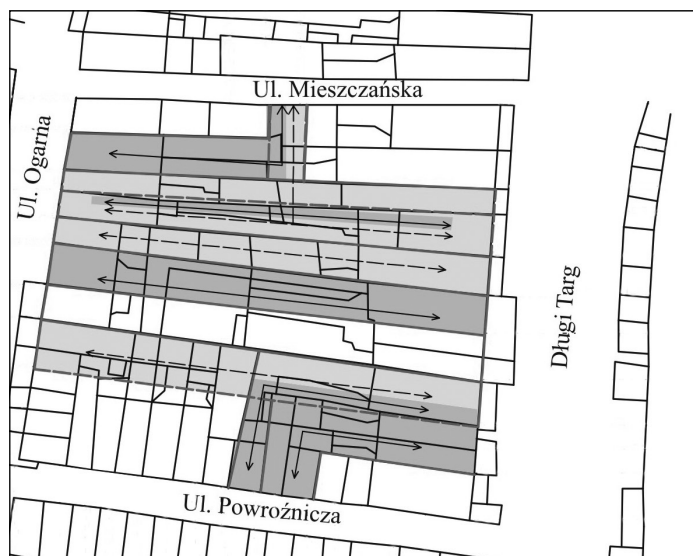 Ul. Mieszczańska
Ul. Ogarna
Długi Targ
Ul. Powroźnicza